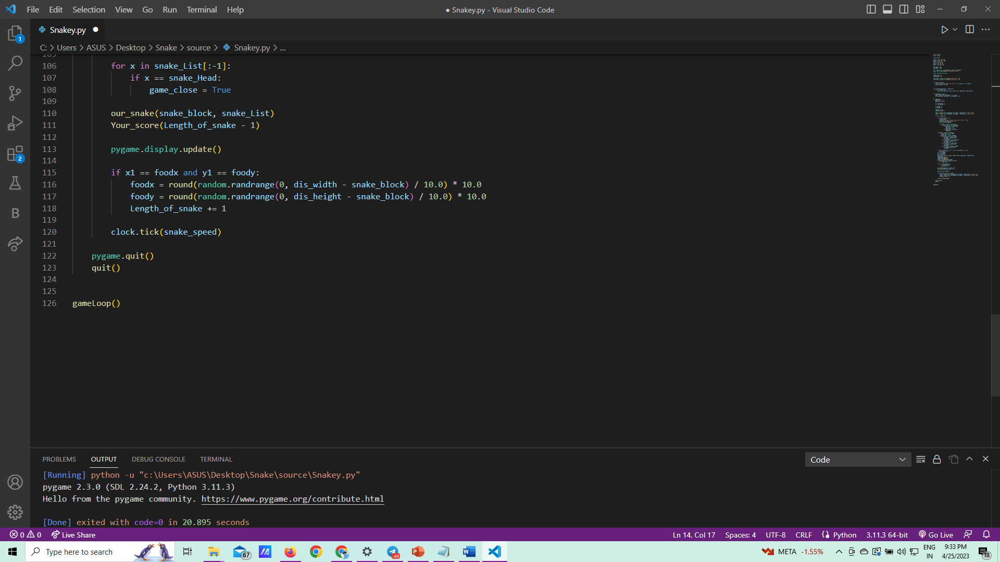 File Edit Selection View Go Run Terminal Help
● Snakey.py - Visual Studio Code
1
Snakey.py ●
C: > Users > ASUS > Desktop > Snake > source > Snakey.py > ...
105
106 for x in snake_List[:-1]:
107 if x == snake_Head:
108 game_close = True
109
110 our_snake(snake_block, snake_List)
111 Your_score(Length_of_snake - 1)
112
113 pygame.display.update()
114
115 if x1 == foodx and y1 == foody:
116 foodx = round(random.randrange(0, dis_width - snake_block) / 10.0) * 10.0
117 foody = round(random.randrange(0, dis_height - snake_block) / 10.0) * 10.0
118 Length_of_snake += 1
119
120 clock.tick(snake_speed)
121
122 pygame.quit()
123 quit()
124
125
126 gameLoop()
2
B
PROBLEMS OUTPUT DEBUG CONSOLE TERMINAL
Code
[Running] python -u "c:\Users\ASUS\Desktop\Snake\source\Snakey.py"
pygame 2.3.0 (SDL 2.24.2, Python 3.11.3)
Hello from the pygame community. https://www.pygame.org/contribute.html
[Done] exited with code=0 in 20.895 seconds
0 0 Live Share
Ln 14, Col 17 Spaces: 4 UTF-8 CRLF Python 3.11.3 64-bit Go Live
Type here to search
67
49
META -1.55%
ENG
IN
9:33 PM
4/25/2023
18